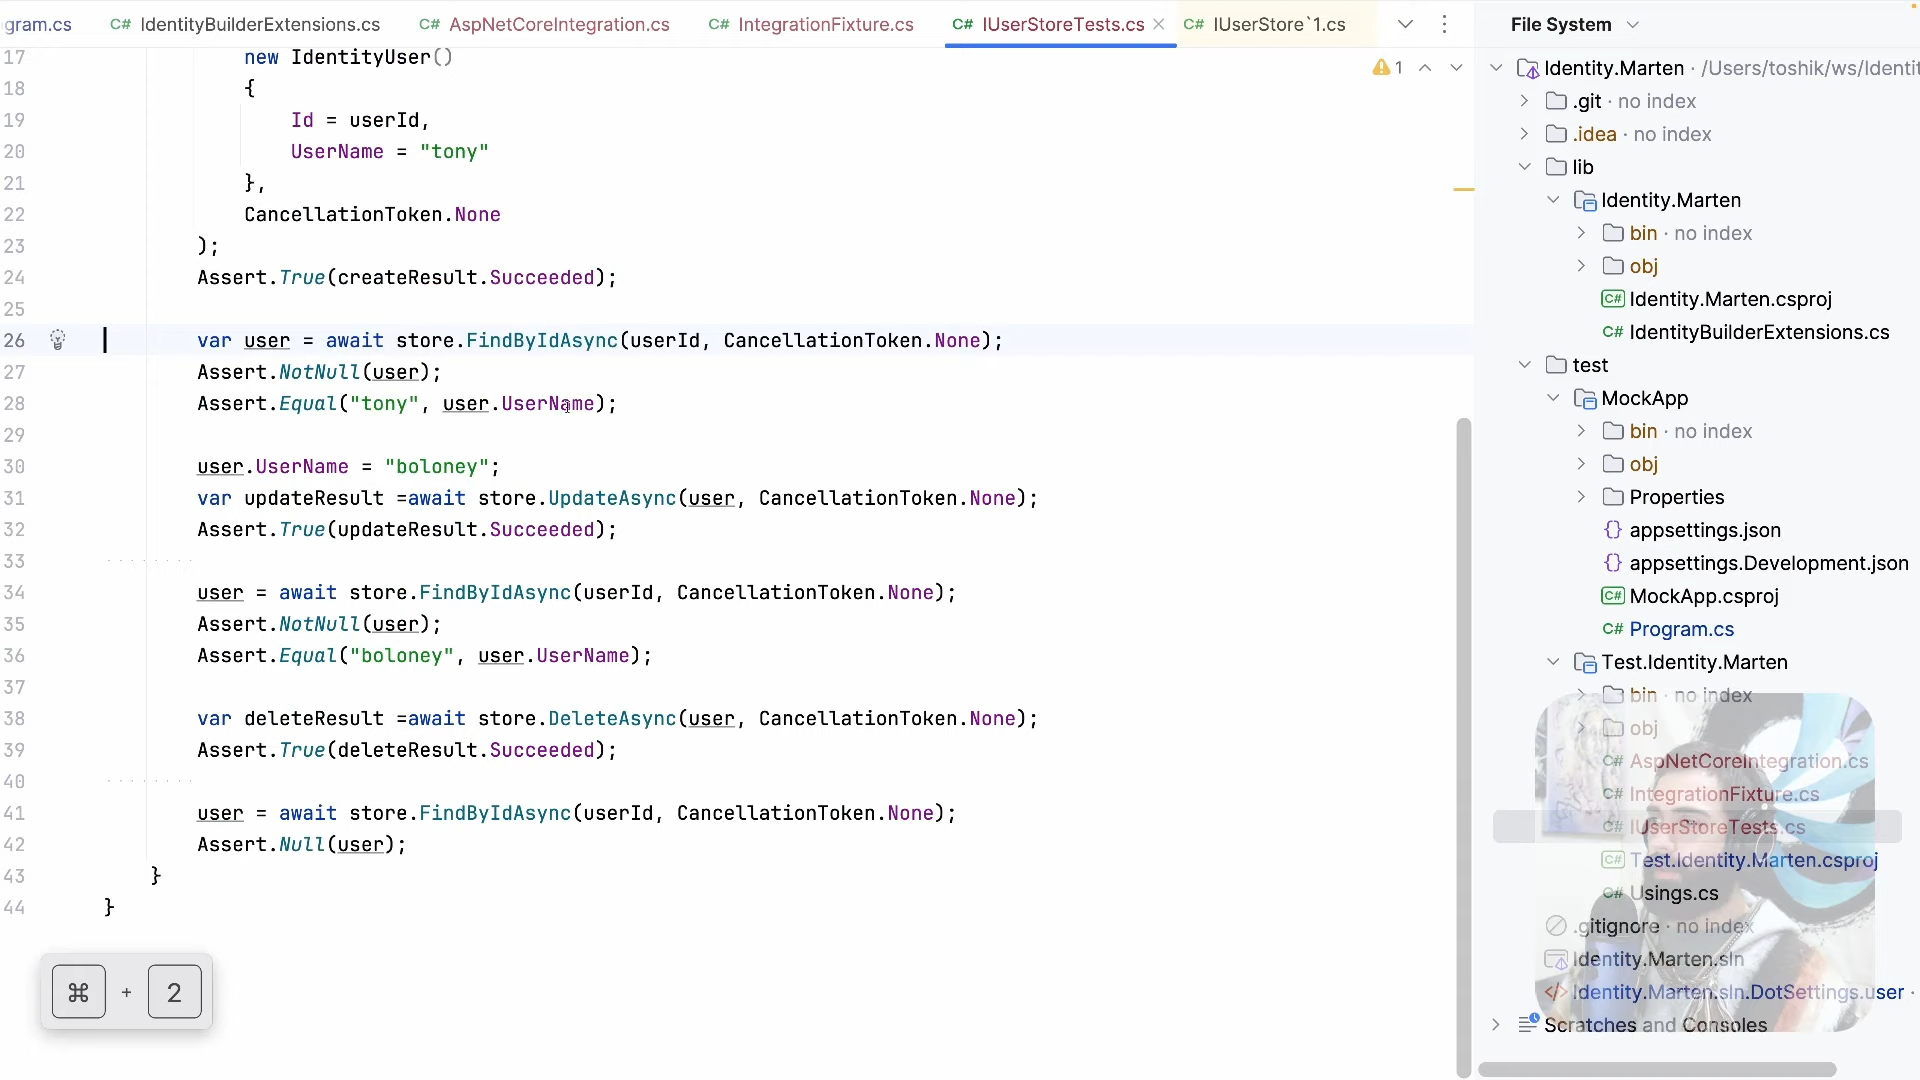 gram.cs
C# IdentityBuilderExtensions.cs
C# AspNetCoreIntegration.cs
C# IntegrationFixture.cs
C# IUserStoreTests.cs
C# IUserStore`1.cs
File System
1
17 new IdentityUser()
18 {
19 Id = userId,
20 UserName = "tony"
21 },
22 CancellationToken.None
23 );
24 Assert.True(createResult.Succeeded);
25
26 var user = await store.FindByIdAsync(userId, CancellationToken.None);
27 Assert.NotNull(user);
28 Assert.Equal("tony", user.UserName);
29
30 user.UserName = "boloney";
31 var updateResult =await store.UpdateAsync(user, CancellationToken.None);
32 Assert.True(updateResult.Succeeded);
33
34 user = await store.FindByIdAsync(userId, CancellationToken.None);
35 Assert.NotNull(user);
36 Assert.Equal("boloney", user.UserName);
37
38 var deleteResult =await store.DeleteAsync(user, CancellationToken.None);
39 Assert.True(deleteResult.Succeeded);
40
41 user = await store.FindByIdAsync(userId, CancellationToken.None);
42 Assert.Null(user);
43 }
44 }
⌘ + 2
Identity.Marten · /Users/toshik/ws/Identit
.git · no index
.idea · no index
lib
Identity.Marten
bin · no index
obj
C# Identity.Marten.csproj
C# IdentityBuilderExtensions.cs
test
MockApp
bin · no index
obj
Properties
{} appsettings.json
{} appsettings.Development.json
C# MockApp.csproj
C# Program.cs
Test.Identity.Marten
bin · no index
obj
C# AspNetCoreIntegration.cs
C# IntegrationFixture.cs
C# IUserStoreTests.cs
C# Test.Identity.Marten.csproj
C# Usings.cs
.gitignore · no index
Identity.Marten.sln
</> Identity.Marten.sln.DotSettings.user ·
Scratches and Consoles